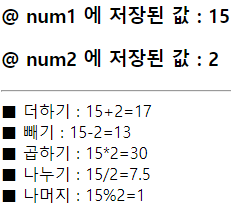 @ num1 에 저장된 값 : 15
@ num2 에 저장된 값 : 2
■ 더하기 : 15+2=17
■ 빼기 : 15-2=13
■ 곱하기 : 15*2=30
■ 나누기 : 15/2=7.5
■ 나머지 : 15%2=1